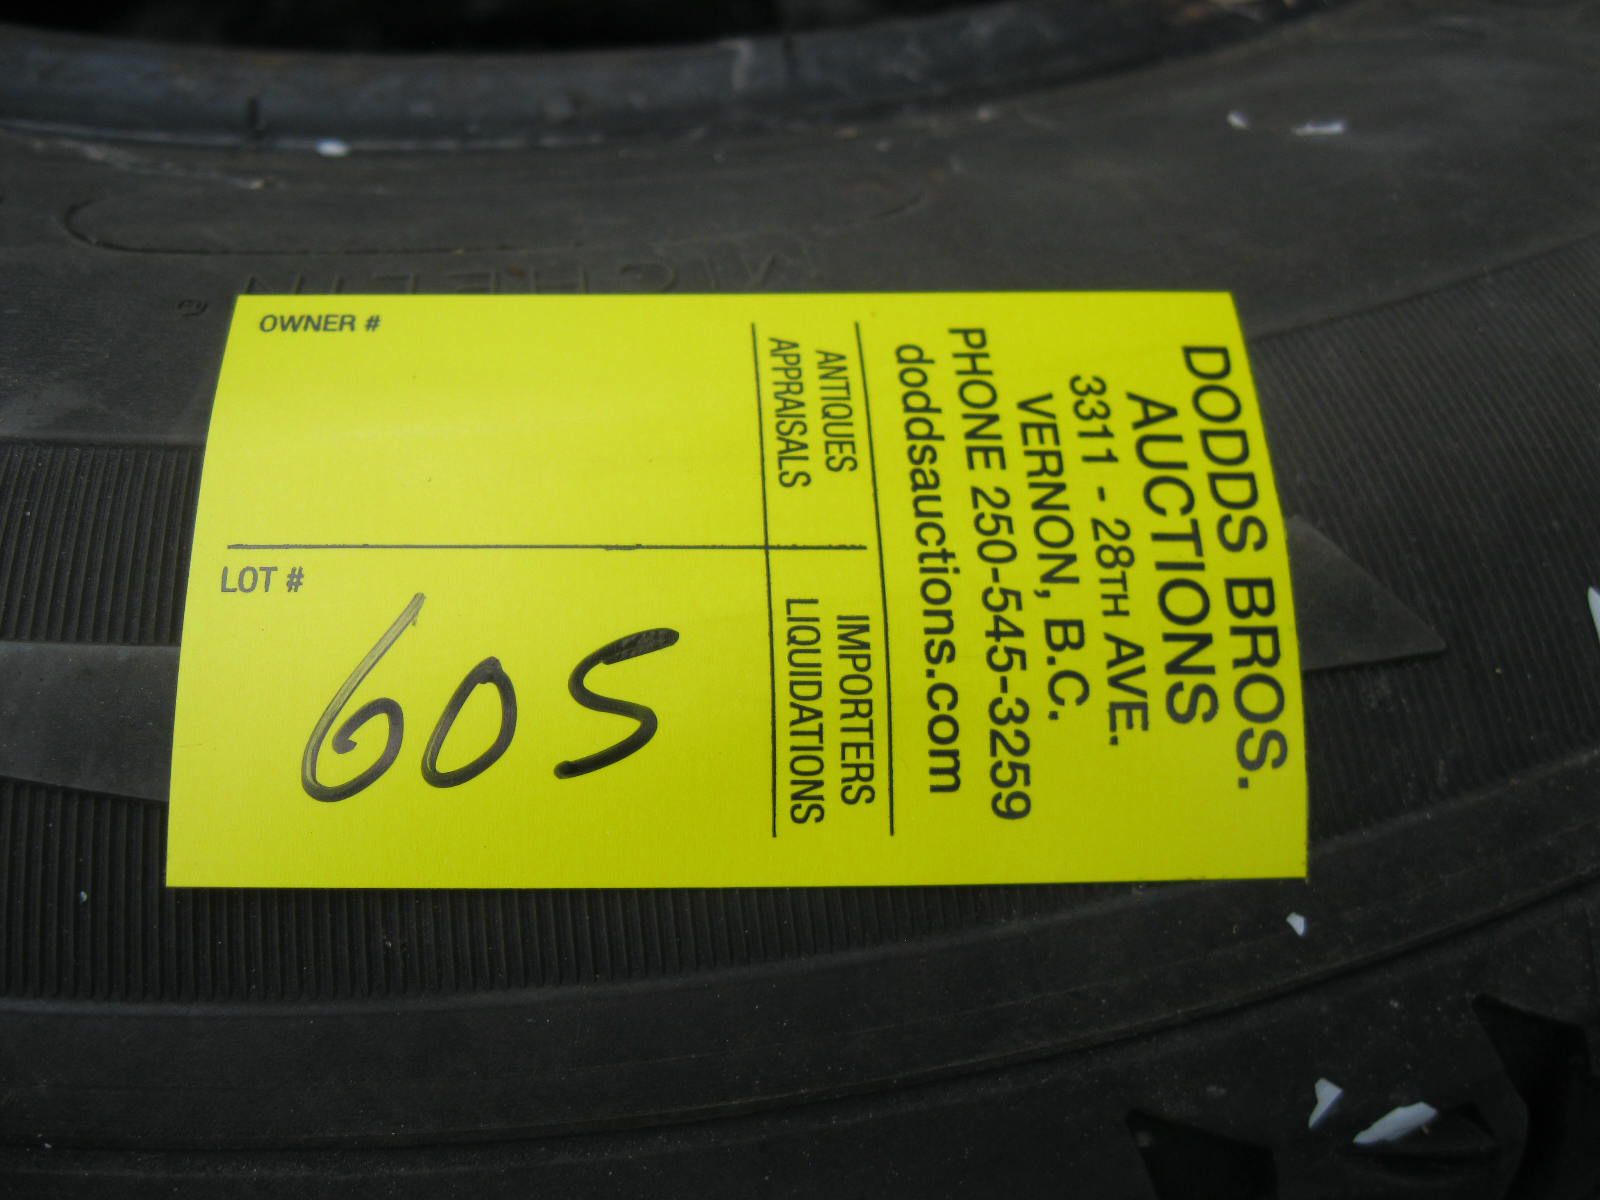 DODDS BROS.
AUCTIONS
3311 - 28TH AVE.
VERNON, B.C.
PHONE 250-545-3259
doddsauctions.com
ANTIQUES
APPRAISALS
IMPORTERS
LIQUIDATIONS
OWNER #
LOT #
605
MICHELIN